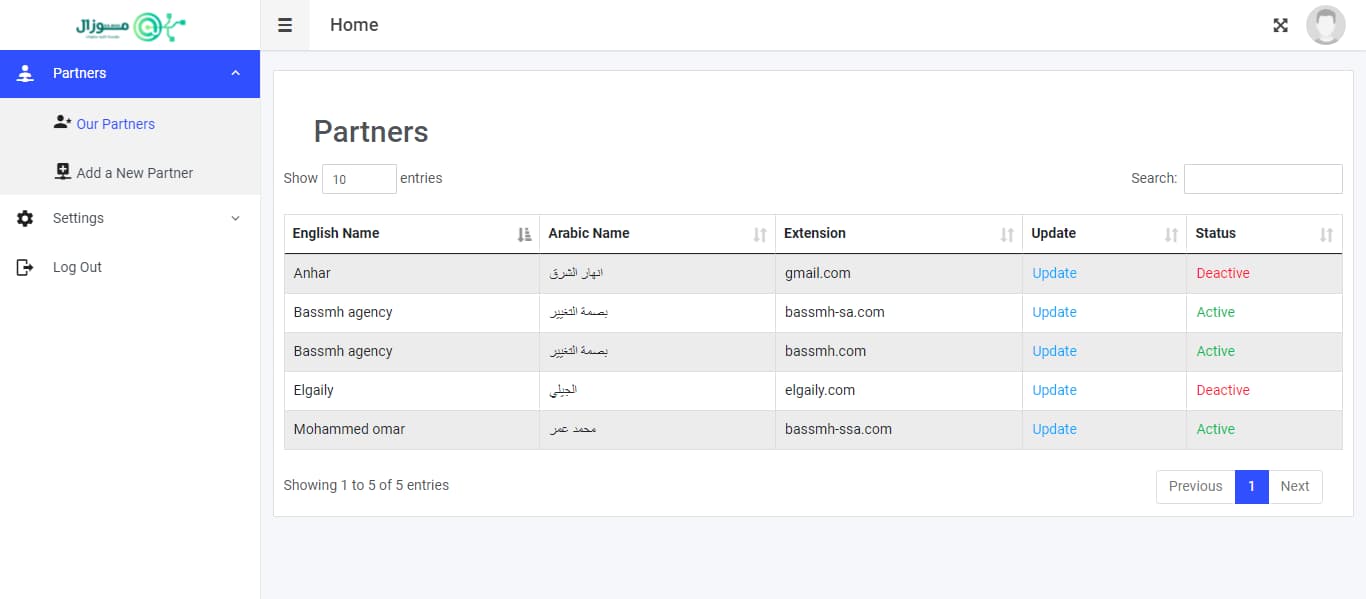 موزال
Home
Partners
Our Partners
Add a New Partner
Settings
Log Out
Partners
Show 10 entries
Search:
English Name Arabic Name Extension Update Status
Anhar انهار الشرق gmail.com Update Deactive
Bassmh agency بصمة التغيير bassmh-sa.com Update Active
Bassmh agency بصمة التغيير bassmh.com Update Active
Elgaily الجيلي elgaily.com Update Deactive
Mohammed omar محمد عمر bassmh-ssa.com Update Active
Showing 1 to 5 of 5 entries
Previous 1 Next